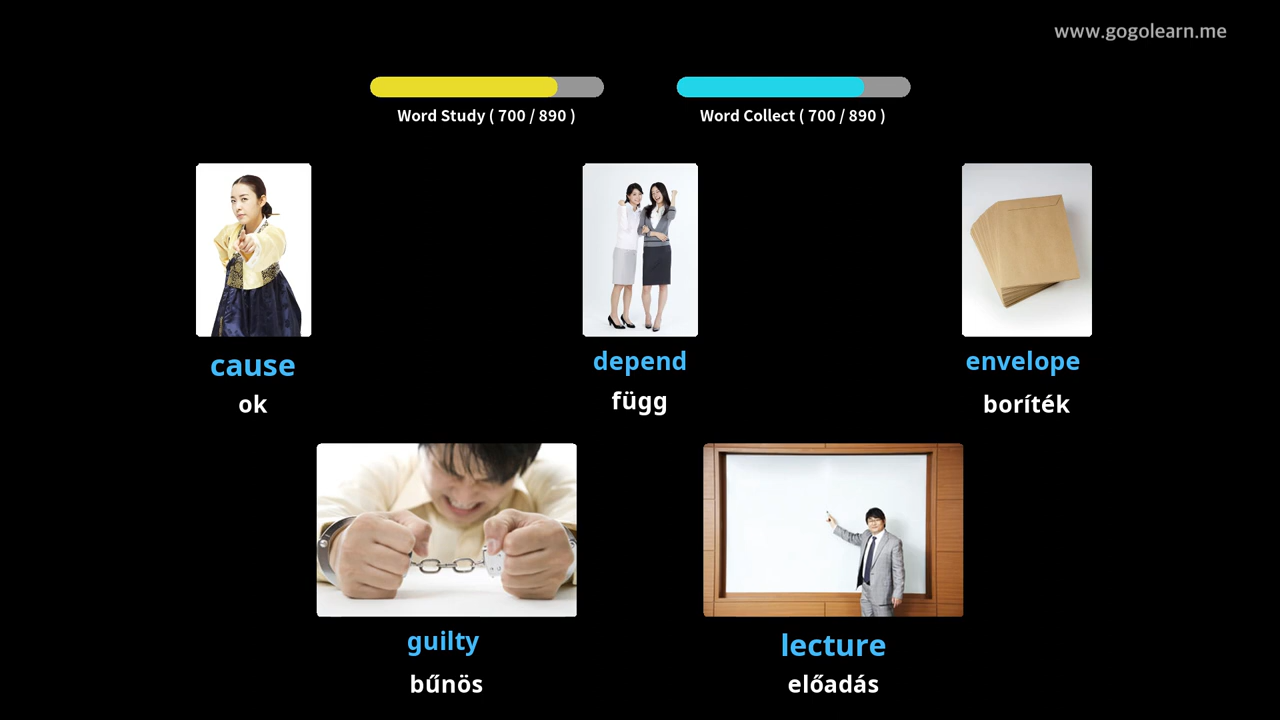 www.gogolearn.me
Word Study ( 700 / 890 )
Word Collect ( 700 / 890 )
cause
ok
depend
függ
envelope
boríték
guilty
bűnös
lecture
előadás